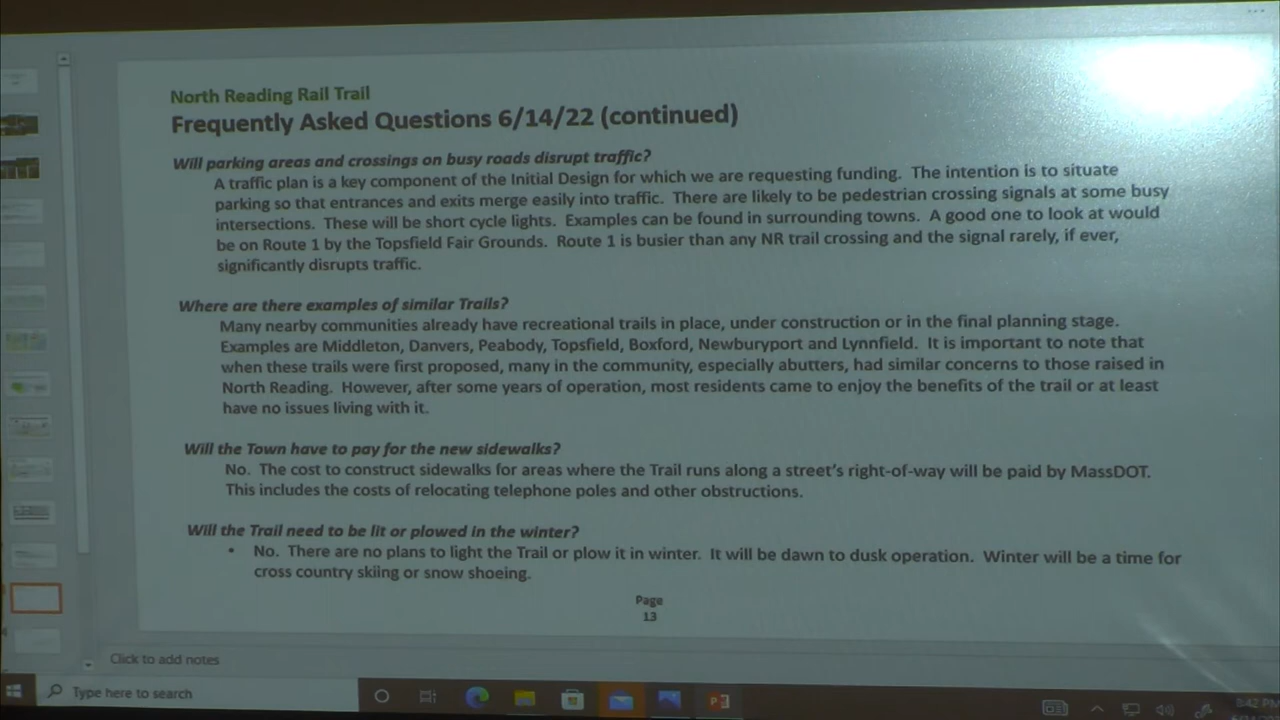 North Reading Rail Trail
Frequently Asked Questions 6/14/22 (continued)
Will parking areas and crossings on busy roads disrupt traffic?
A traffic plan is a key component of the Initial Design for which we are requesting funding. The intention is to situate
parking so that entrances and exits merge easily into traffic. There are likely to be pedestrian crossing signals at some busy
intersections. These will be short cycle lights. Examples can be found in surrounding towns. A good one to look at would
be on Route 1 by the Topsfield Fair Grounds. Route 1 is busier than any NR trail crossing and the signal rarely, if ever,
significantly disrupts traffic.
Where are there examples of similar Trails?
Many nearby communities already have recreational trails in place, under construction or in the final planning stage.
Examples are Middleton, Danvers, Peabody, Topsfield, Boxford, Newburyport and Lynnfield. It is important to note that
when these trails were first proposed, many in the community, especially abutters, had similar concerns to those raised in
North Reading. However, after some years of operation, most residents came to enjoy the benefits of the trail or at least
have no issues living with it.
Will the Town have to pay for the new sidewalks?
No. The cost to construct sidewalks for areas where the Trail runs along a street's right-of-way will be paid by MassDOT.
This includes the costs of relocating telephone poles and other obstructions.
Will the Trail need to be lit or plowed in the winter?
• No. There are no plans to light the Trail or plow it in winter. It will be dawn to dusk operation. Winter will be a time for
cross country skiing or snow shoeing.
Page
13
Click to add notes
Type here to search